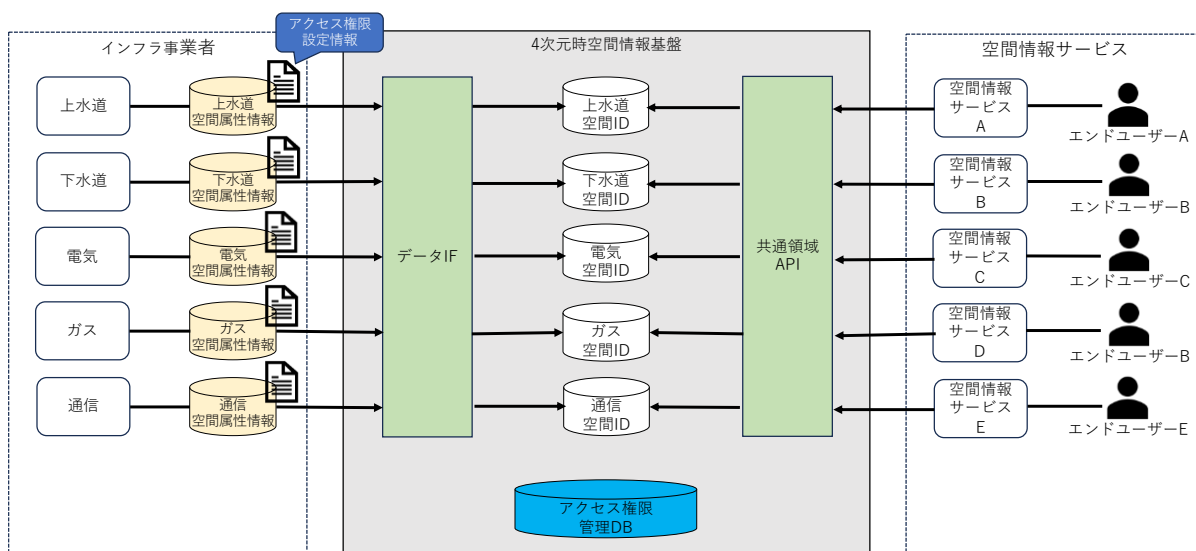 アクセス権限
設定情報
インフラ事業者
上水道
上水道
空間属性情報
下水道
下水道
空間属性情報
電気
電気
空間属性情報
ガス
ガス
空間属性情報
通信
通信
空間属性情報
4次元時空間情報基盤
データIF
上水道
空間ID
下水道
空間ID
電気
空間ID
ガス
空間ID
通信
空間ID
共通領域
API
アクセス権限
管理DB
空間情報サービス
空間情報
サービス
A
エンドユーザーA
空間情報
サービス
B
エンドユーザーB
空間情報
サービス
C
エンドユーザーC
空間情報
サービス
D
エンドユーザーB
空間情報
サービス
E
エンドユーザーE